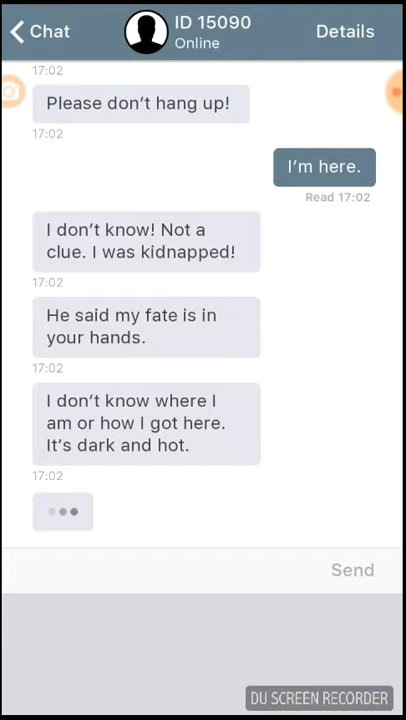 Chat
ID 15090
Online
Details
17:02
Please don't hang up!
17:02
I'm here.
Read 17:02
I don't know! Not a
clue. I was kidnapped!
17:02
He said my fate is in
your hands.
17:02
I don't know where I
am or how I got here.
It's dark and hot.
17:02
Send
DU SCREEN RECORDER